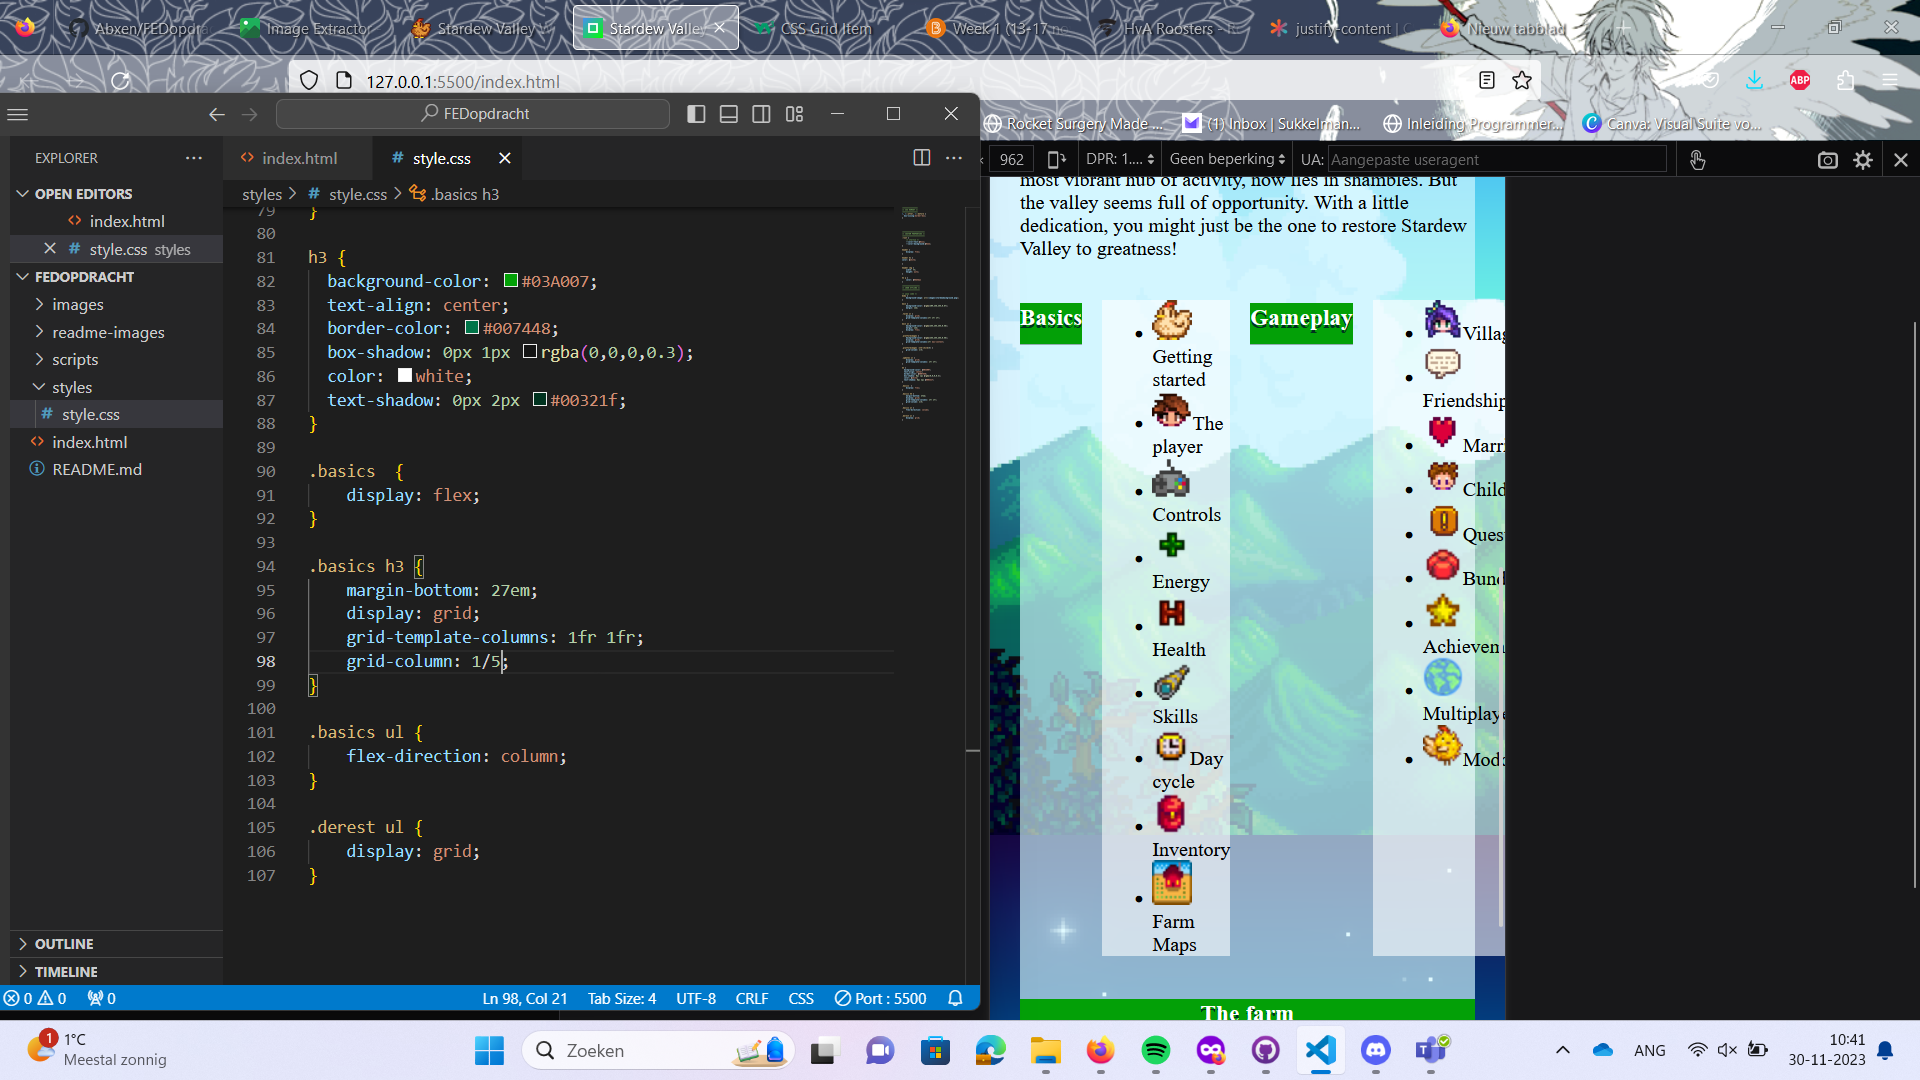 Abxen/FEDopdra
Image Extractor
Stardew Valley W
Stardew Valley
CSS Grid Item
Week 1 (13-17 n
HvA Roosters -
justify-content |
Nieuw tabblad
127.0.0.1:5500/index.html
ABP
Rocket Surgery Made ...
(1) Inbox | Sukkelman...
Inleiding Programmer...
Canva: Visual Suite vo...
FEDopdracht
962
DPR: 1....
Geen beperking
UA:
Aangepaste useragent
EXPLORER
OPEN EDITORS
index.html
style.css styles
FEDOPDRACHT
images
readme-images
scripts
styles
style.css
index.html
README.md
OUTLINE
TIMELINE
index.html
style.css
styles > style.css > .basics h3
79 }
80
81 h3 {
82 background-color: #03A007;
83 text-align: center;
84 border-color: #007448;
85 box-shadow: 0px 1px rgba(0,0,0,0.3);
86 color: white;
87 text-shadow: 0px 2px #00321f;
88 }
89
90 .basics {
91 display: flex;
92 }
93
94 .basics h3 {
95 margin-bottom: 27em;
96 display: grid;
97 grid-template-columns: 1fr 1fr;
98 grid-column: 1/5;
99 }
100
101 .basics ul {
102 flex-direction: column;
103 }
104
105 .derest ul {
106 display: grid;
107 }
most vibrant hub of activity, now lies in shambles. But
the valley seems full of opportunity. With a little
dedication, you might just be the one to restore Stardew
Valley to greatness!
Basics
Getting
started
The
player
Controls
Energy
Health
Skills
Day
cycle
Inventory
Farm
Maps
Gameplay
Villag
Friendship
Marri
Child
Ques
Bund
Achievem
Multiplaye
Mods
The farm
0 0 0
Ln 98, Col 21
Tab Size: 4
UTF-8
CRLF
CSS
Port : 5500
1
1°C
Meestal zonnig
Zoeken
ANG
10:41
30-11-2023